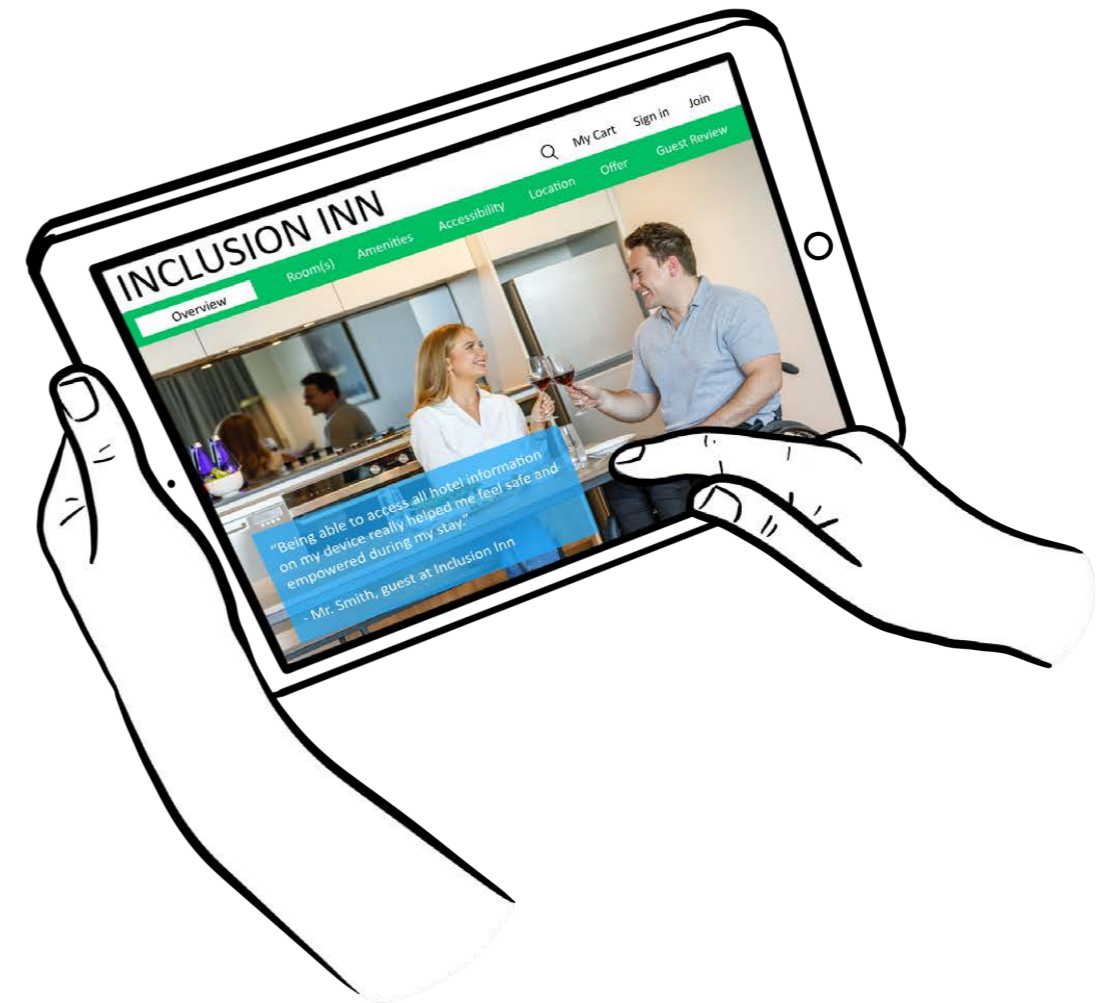 My Cart Sign in Join
INCLUSION INN
Overview Room(s) Amenities Accessibility Location Offer Guest Review
“Being able to access all hotel information
on my device really helped me feel safe and
empowered during my stay.”
- Mr. Smith, guest at Inclusion Inn